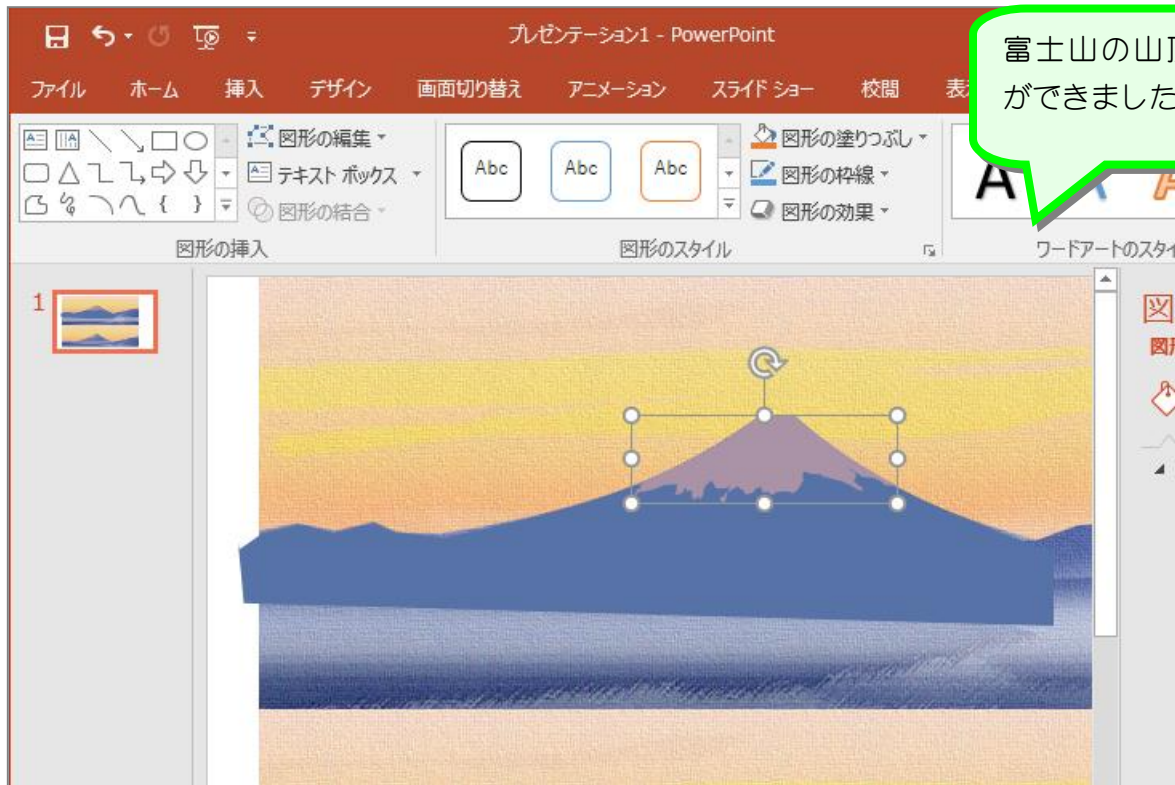 プレゼンテーション1 - PowerPoint
富士山の山頂
ができました
ファイル ホーム 挿入 デザイン 画面切り替え アニメーション スライド ショー 校閲 表
図形の編集
テキスト ボックス
図形の結合
図形の挿入
Abc Abc Abc
図形の塗りつぶし
図形の枠線
図形の効果
図形のスタイル
A A A
ワードアートのスタイ
1
図
図形